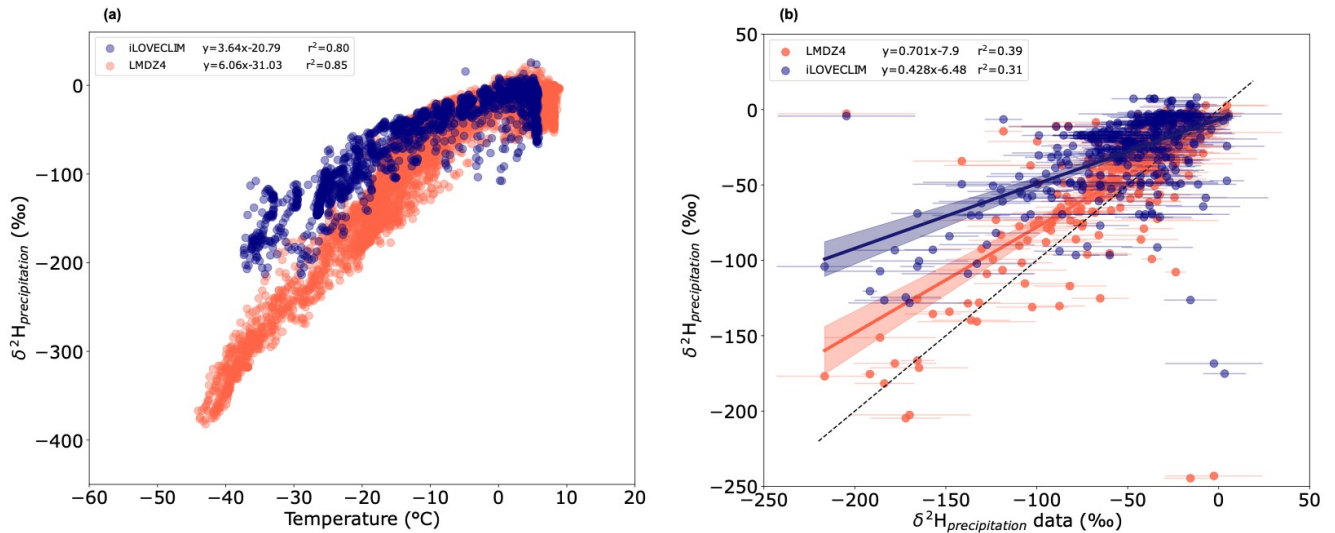 (a)
iLOVECLIM y=3.64x-20.79 r²=0.80
LMDZ4 y=6.06x-31.03 r²=0.85
0
−100
−200
−300
−400
δ²H_precipitation (‰)
−60 −50 −40 −30 −20 −10 0 10 20
Temperature (°C)
(b)
LMDZ4 y=0.701x-7.9 r²=0.39
iLOVECLIM y=0.428x-6.48 r²=0.31
50
0
−50
−100
−150
−200
−250
δ²H_precipitation (‰)
−250 −200 −150 −100 −50 0 50
δ²H_precipitation data (‰)